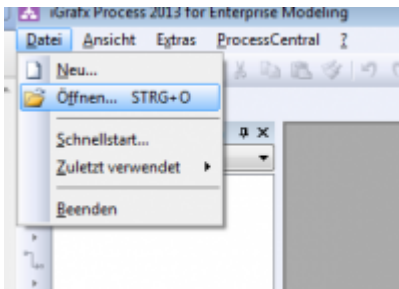 iGrafx Process 2013 for Enterprise Modeling
Datei Ansicht Extras ProcessCentral ?
Neu...
Öffnen... STRG+O
Schnellstart...
Zuletzt verwendet
Beenden